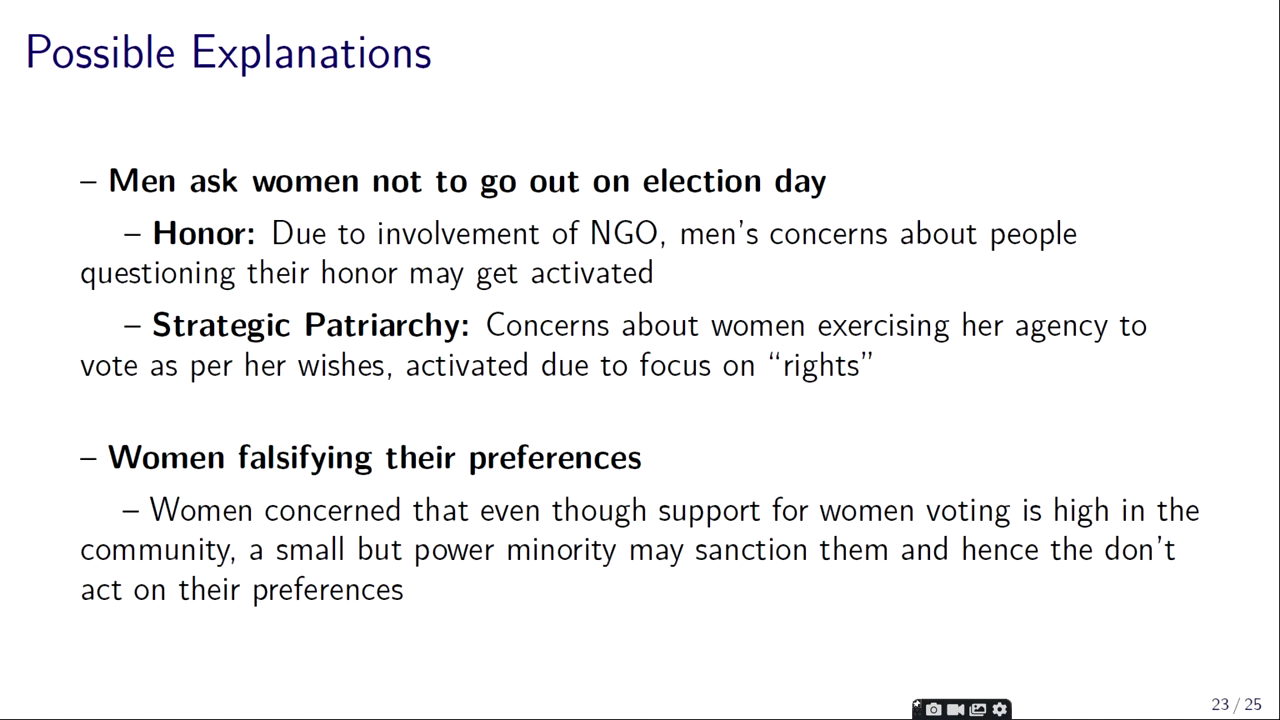 Possible Explanations
– Men ask women not to go out on election day
– Honor: Due to involvement of NGO, men's concerns about people
questioning their honor may get activated
– Strategic Patriarchy: Concerns about women exercising her agency to
vote as per her wishes, activated due to focus on “rights”
– Women falsifying their preferences
– Women concerned that even though support for women voting is high in the
community, a small but power minority may sanction them and hence the don't
act on their preferences
23 / 25